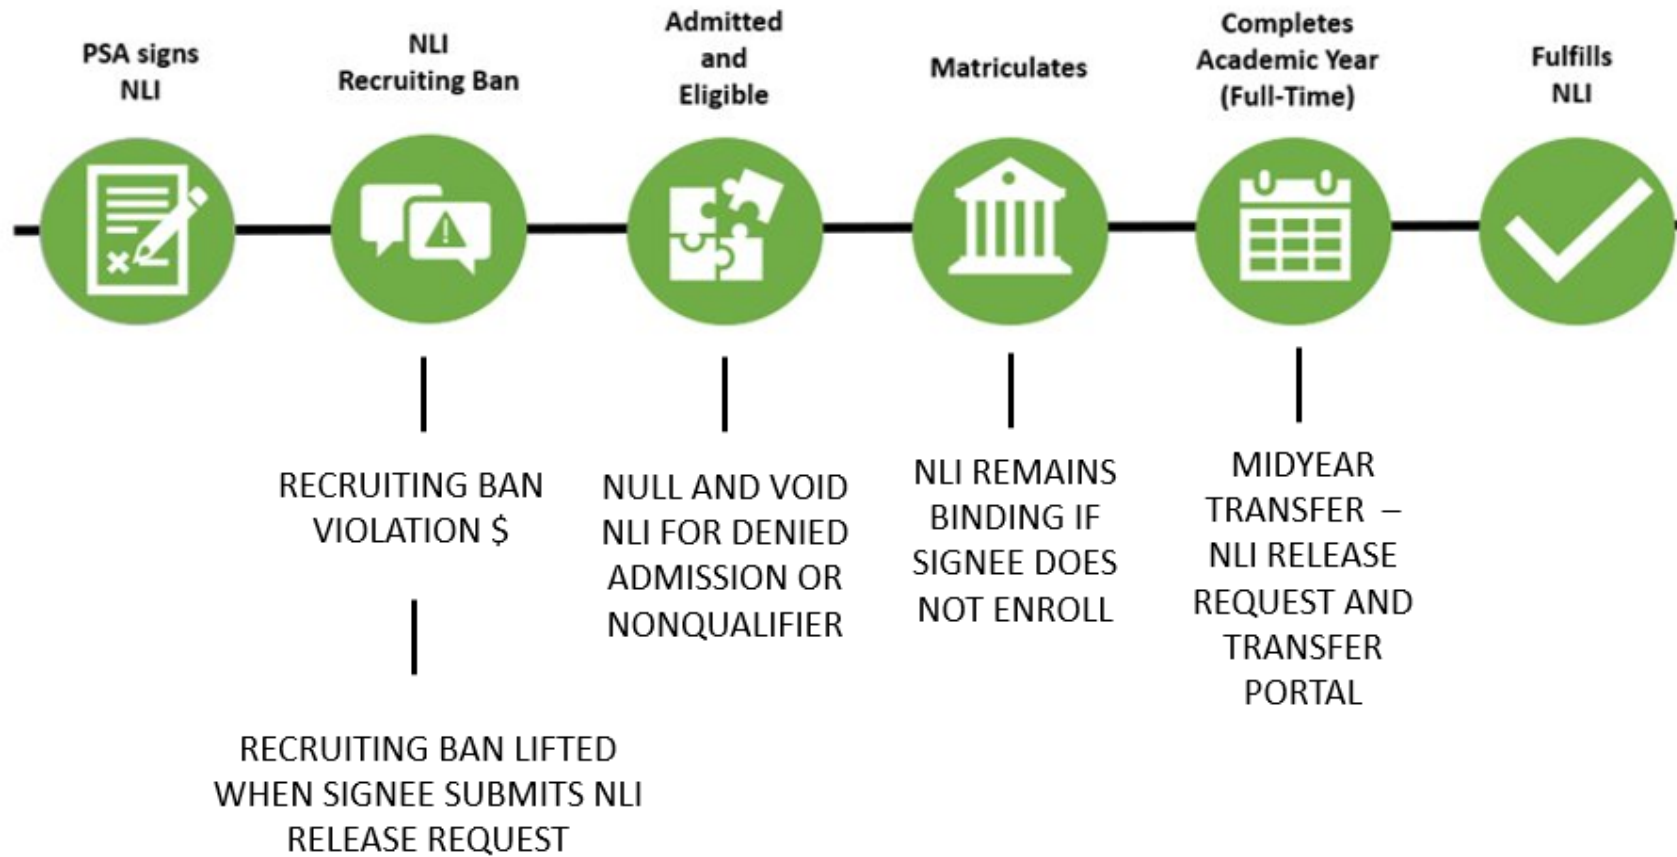 PSA signs
NLI
NLI
Recruiting Ban
Admitted
and
Eligible
Matriculates
Completes
Academic Year
(Full-Time)
Fulfills
NLI
RECRUITING BAN
VIOLATION $
RECRUITING BAN LIFTED
WHEN SIGNEE SUBMITS NLI
RELEASE REQUEST
NULL AND VOID
NLI FOR DENIED
ADMISSION OR
NONQUALIFIER
NLI REMAINS
BINDING IF
SIGNEE DOES
NOT ENROLL
MIDYEAR
TRANSFER –
NLI RELEASE
REQUEST AND
TRANSFER
PORTAL